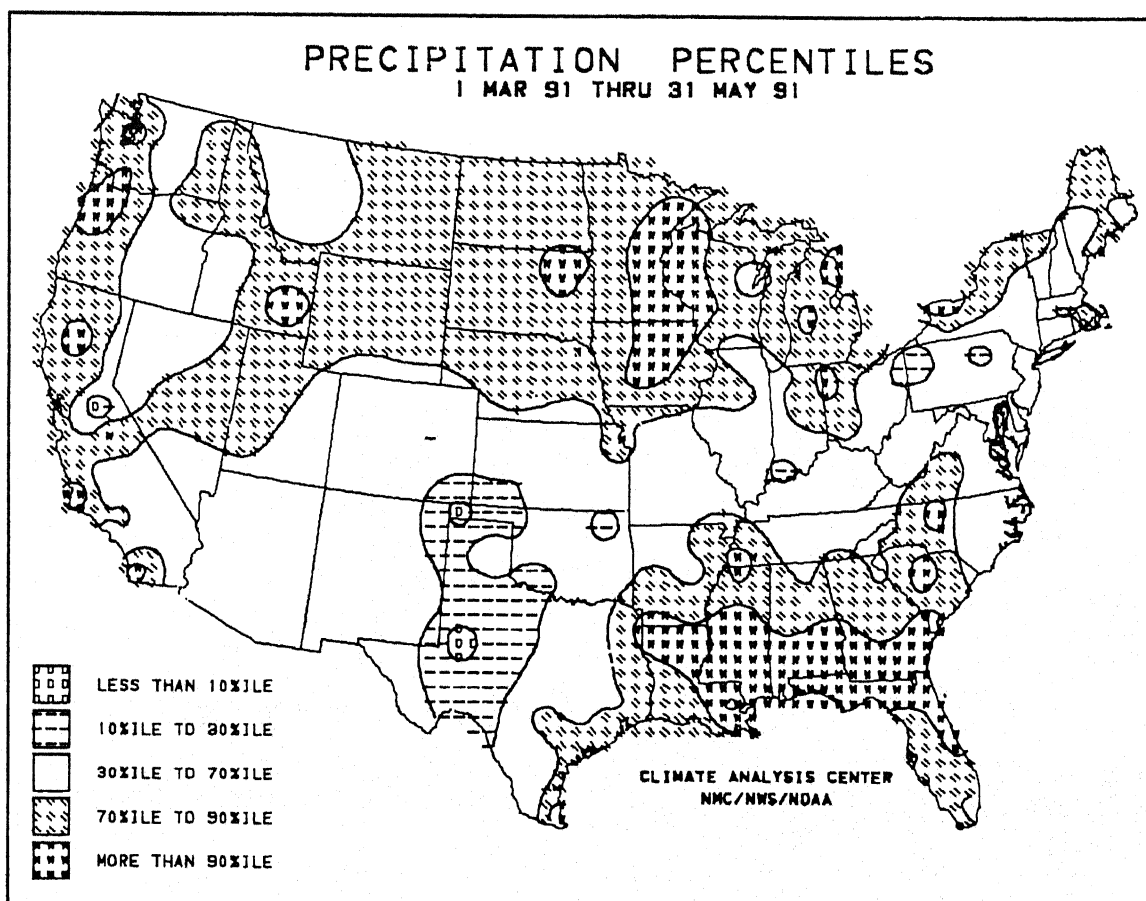 PRECIPITATION PERCENTILES
1 MAR 91 THRU 31 MAY 91
LESS THAN 10%ILE
10%ILE TO 30%ILE
30%ILE TO 70%ILE
70%ILE TO 90%ILE
MORE THAN 90%ILE
CLIMATE ANALYSIS CENTER
NMC/NWS/NOAA